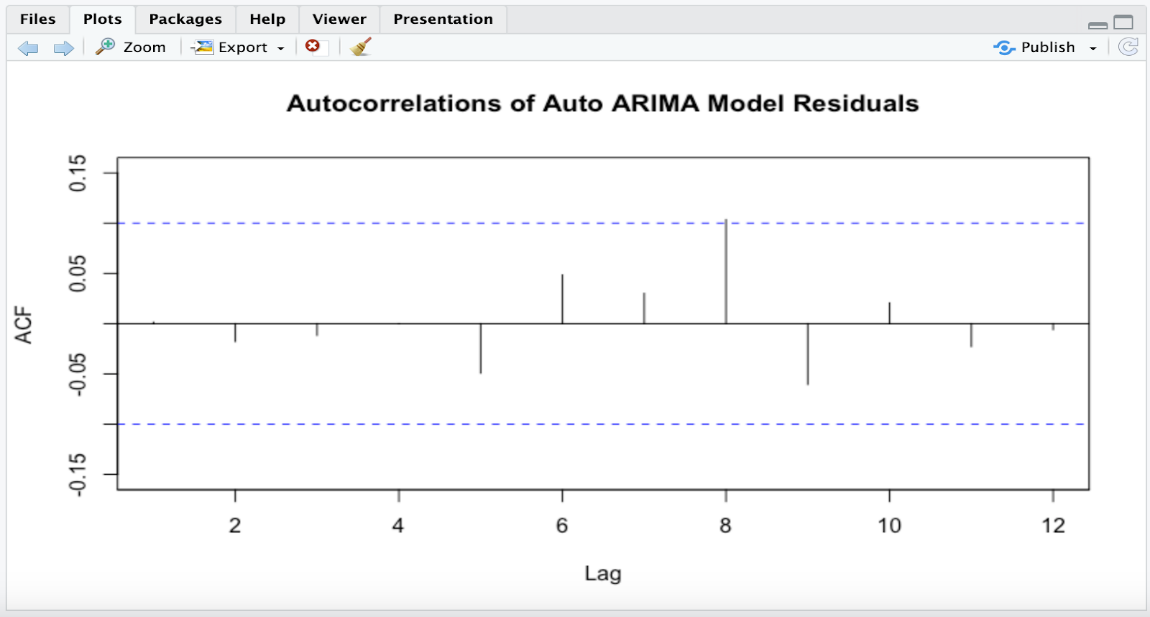 Files Plots Packages Help Viewer Presentation
Zoom Export Publish
Autocorrelations of Auto ARIMA Model Residuals
ACF
0.15
0.05
-0.05
-0.15
2 4 6 8 10 12
Lag